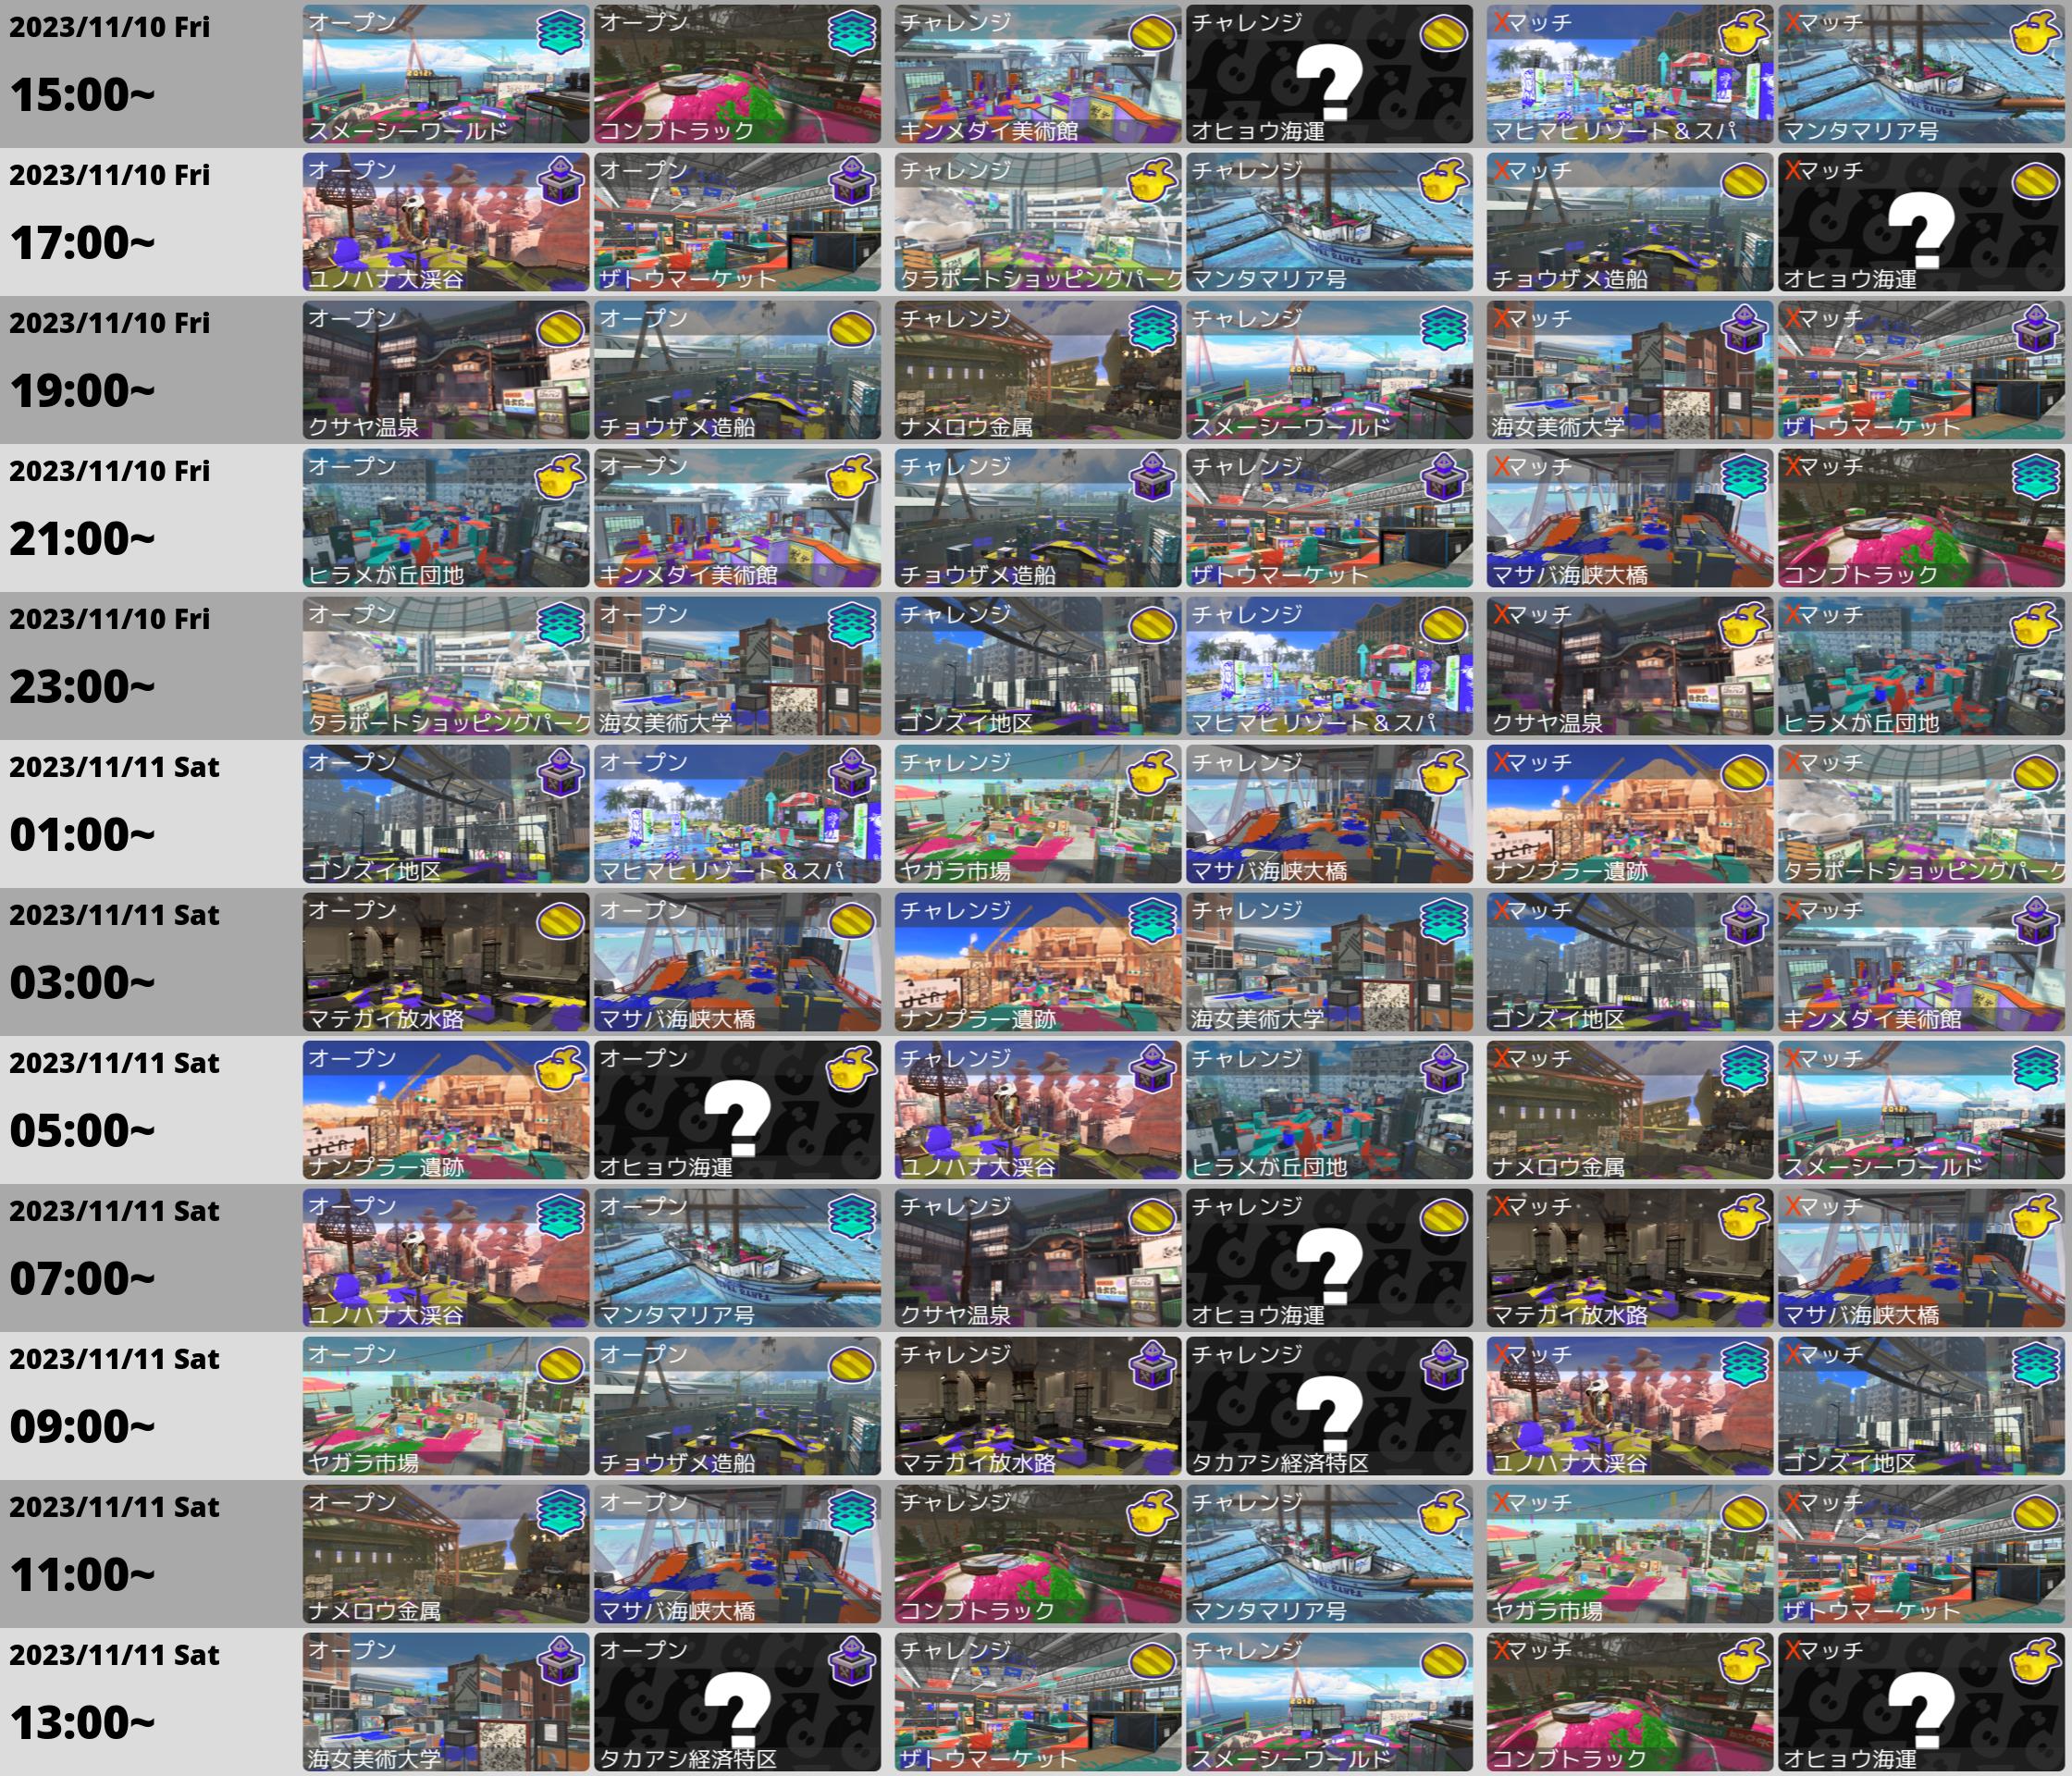 2023/11/10 Fri
15:00~
オープン
スメーシーワールド
オープン
コンブトラック
チャレンジ
キンメダイ美術館
チャレンジ
オヒョウ海運
Xマッチ
マヒマヒリゾート＆スパ
Xマッチ
マンタマリア号
2023/11/10 Fri
17:00~
オープン
ユノハナ大渓谷
オープン
ザトウマーケット
チャレンジ
タラポートショッピングパーク
チャレンジ
マンタマリア号
Xマッチ
チョウザメ造船
Xマッチ
オヒョウ海運
2023/11/10 Fri
19:00~
オープン
クサヤ温泉
オープン
チョウザメ造船
チャレンジ
ナメロウ金属
チャレンジ
スメーシーワールド
Xマッチ
海女美術大学
Xマッチ
ザトウマーケット
2023/11/10 Fri
21:00~
オープン
ヒラメが丘団地
オープン
キンメダイ美術館
チャレンジ
チョウザメ造船
チャレンジ
ザトウマーケット
Xマッチ
マサバ海峡大橋
Xマッチ
コンブトラック
2023/11/10 Fri
23:00~
オープン
タラポートショッピングパーク
オープン
海女美術大学
チャレンジ
ゴンズイ地区
チャレンジ
マヒマヒリゾート＆スパ
Xマッチ
クサヤ温泉
Xマッチ
ヒラメが丘団地
2023/11/11 Sat
01:00~
オープン
ゴンズイ地区
オープン
マヒマヒリゾート＆スパ
チャレンジ
ヤガラ市場
チャレンジ
マサバ海峡大橋
Xマッチ
ナンプラー遺跡
Xマッチ
タラポートショッピングパーク
2023/11/11 Sat
03:00~
オープン
マテガイ放水路
オープン
マサバ海峡大橋
チャレンジ
ナンプラー遺跡
チャレンジ
海女美術大学
Xマッチ
ゴンズイ地区
Xマッチ
キンメダイ美術館
2023/11/11 Sat
05:00~
オープン
ナンプラー遺跡
オープン
オヒョウ海運
チャレンジ
ユノハナ大渓谷
チャレンジ
ヒラメが丘団地
Xマッチ
ナメロウ金属
Xマッチ
スメーシーワールド
2023/11/11 Sat
07:00~
オープン
ユノハナ大渓谷
オープン
マンタマリア号
チャレンジ
クサヤ温泉
チャレンジ
オヒョウ海運
Xマッチ
マテガイ放水路
Xマッチ
マサバ海峡大橋
2023/11/11 Sat
09:00~
オープン
ヤガラ市場
オープン
チョウザメ造船
チャレンジ
マテガイ放水路
チャレンジ
タカアシ経済特区
Xマッチ
ユノハナ大渓谷
Xマッチ
ゴンズイ地区
2023/11/11 Sat
11:00~
オープン
ナメロウ金属
オープン
マサバ海峡大橋
チャレンジ
コンブトラック
チャレンジ
マンタマリア号
Xマッチ
ヤガラ市場
Xマッチ
ザトウマーケット
2023/11/11 Sat
13:00~
オープン
海女美術大学
オープン
タカアシ経済特区
チャレンジ
ザトウマーケット
チャレンジ
スメーシーワールド
Xマッチ
コンブトラック
Xマッチ
オヒョウ海運